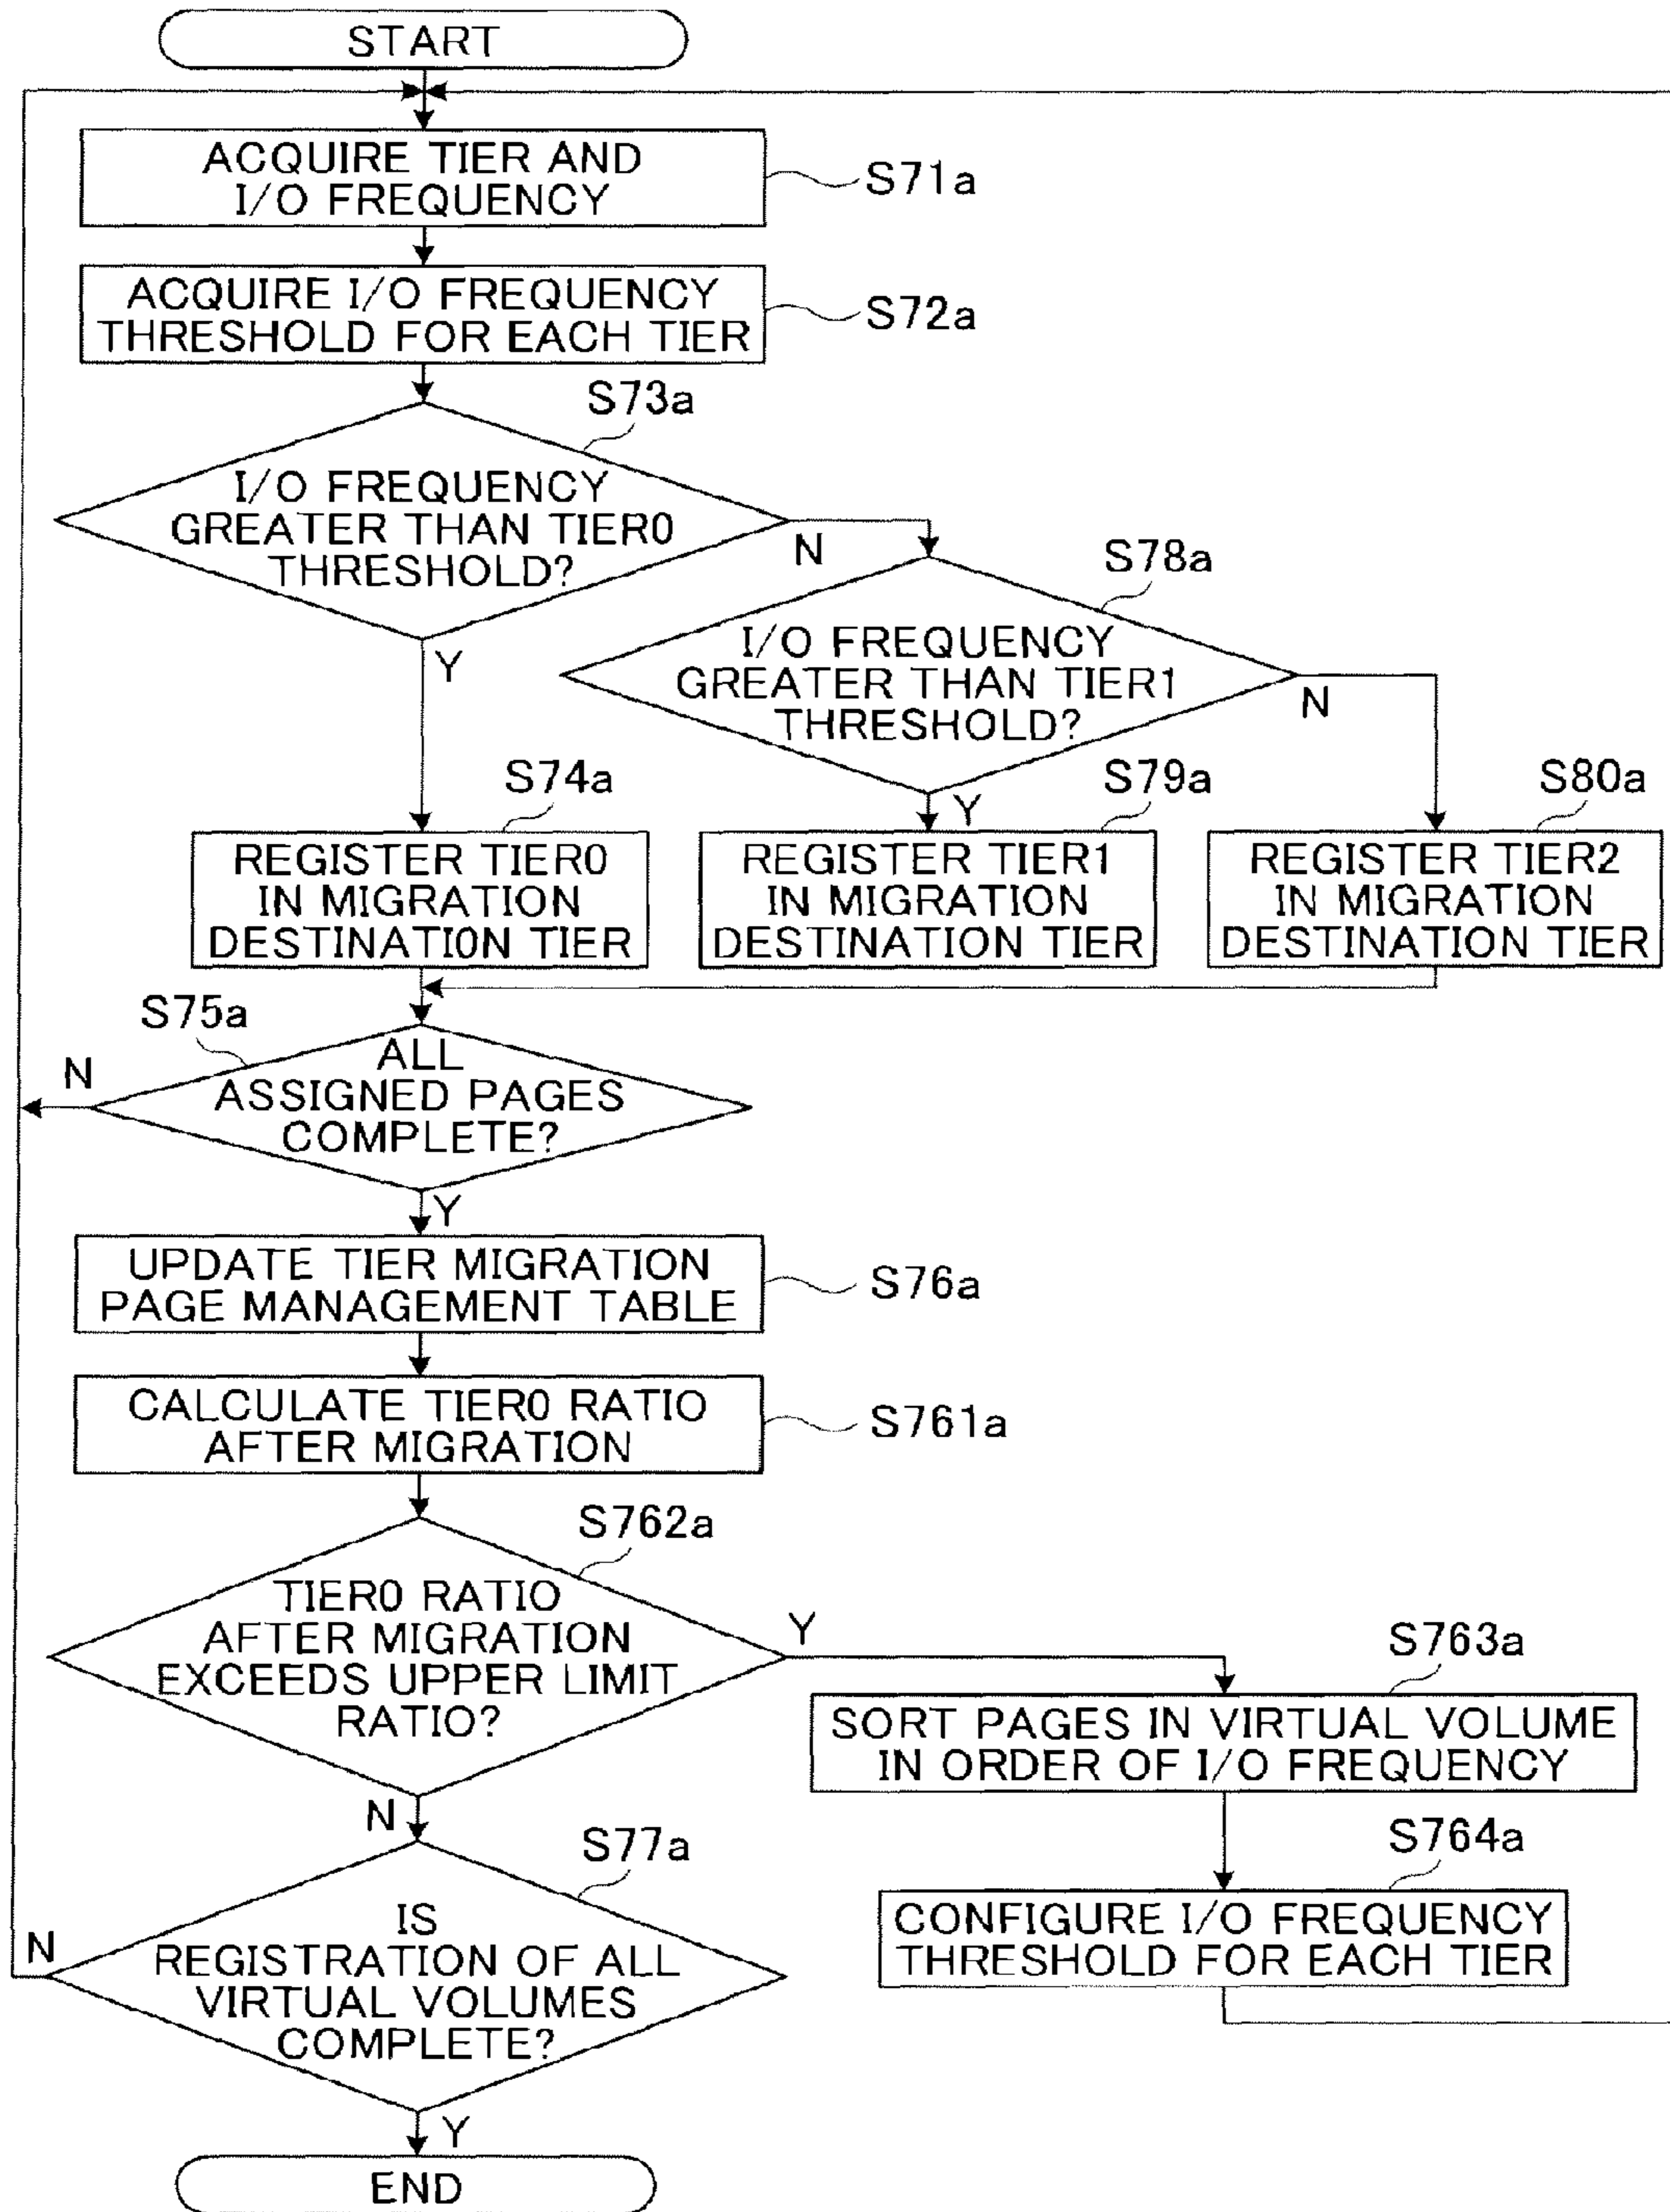 START
ACQUIRE TIER AND
I/O FREQUENCY
S71a
ACQUIRE I/O FREQUENCY
THRESHOLD FOR EACH TIER
S72a
S73a
I/O FREQUENCY
GREATER THAN TIER0
THRESHOLD?
N
Y
S78a
I/O FREQUENCY
GREATER THAN TIER1
THRESHOLD?
N
Y
S74a
REGISTER TIER0
IN MIGRATION
DESTINATION TIER
S79a
REGISTER TIER1
IN MIGRATION
DESTINATION TIER
S80a
REGISTER TIER2
IN MIGRATION
DESTINATION TIER
S75a
N
ALL
ASSIGNED PAGES
COMPLETE?
Y
UPDATE TIER MIGRATION
PAGE MANAGEMENT TABLE
S76a
CALCULATE TIER0 RATIO
AFTER MIGRATION
S761a
S762a
TIER0 RATIO
AFTER MIGRATION
EXCEEDS UPPER LIMIT
RATIO?
Y
N
S763a
SORT PAGES IN VIRTUAL VOLUME
IN ORDER OF I/O FREQUENCY
S764a
CONFIGURE I/O FREQUENCY
THRESHOLD FOR EACH TIER
S77a
N
IS
REGISTRATION OF ALL
VIRTUAL VOLUMES
COMPLETE?
Y
END